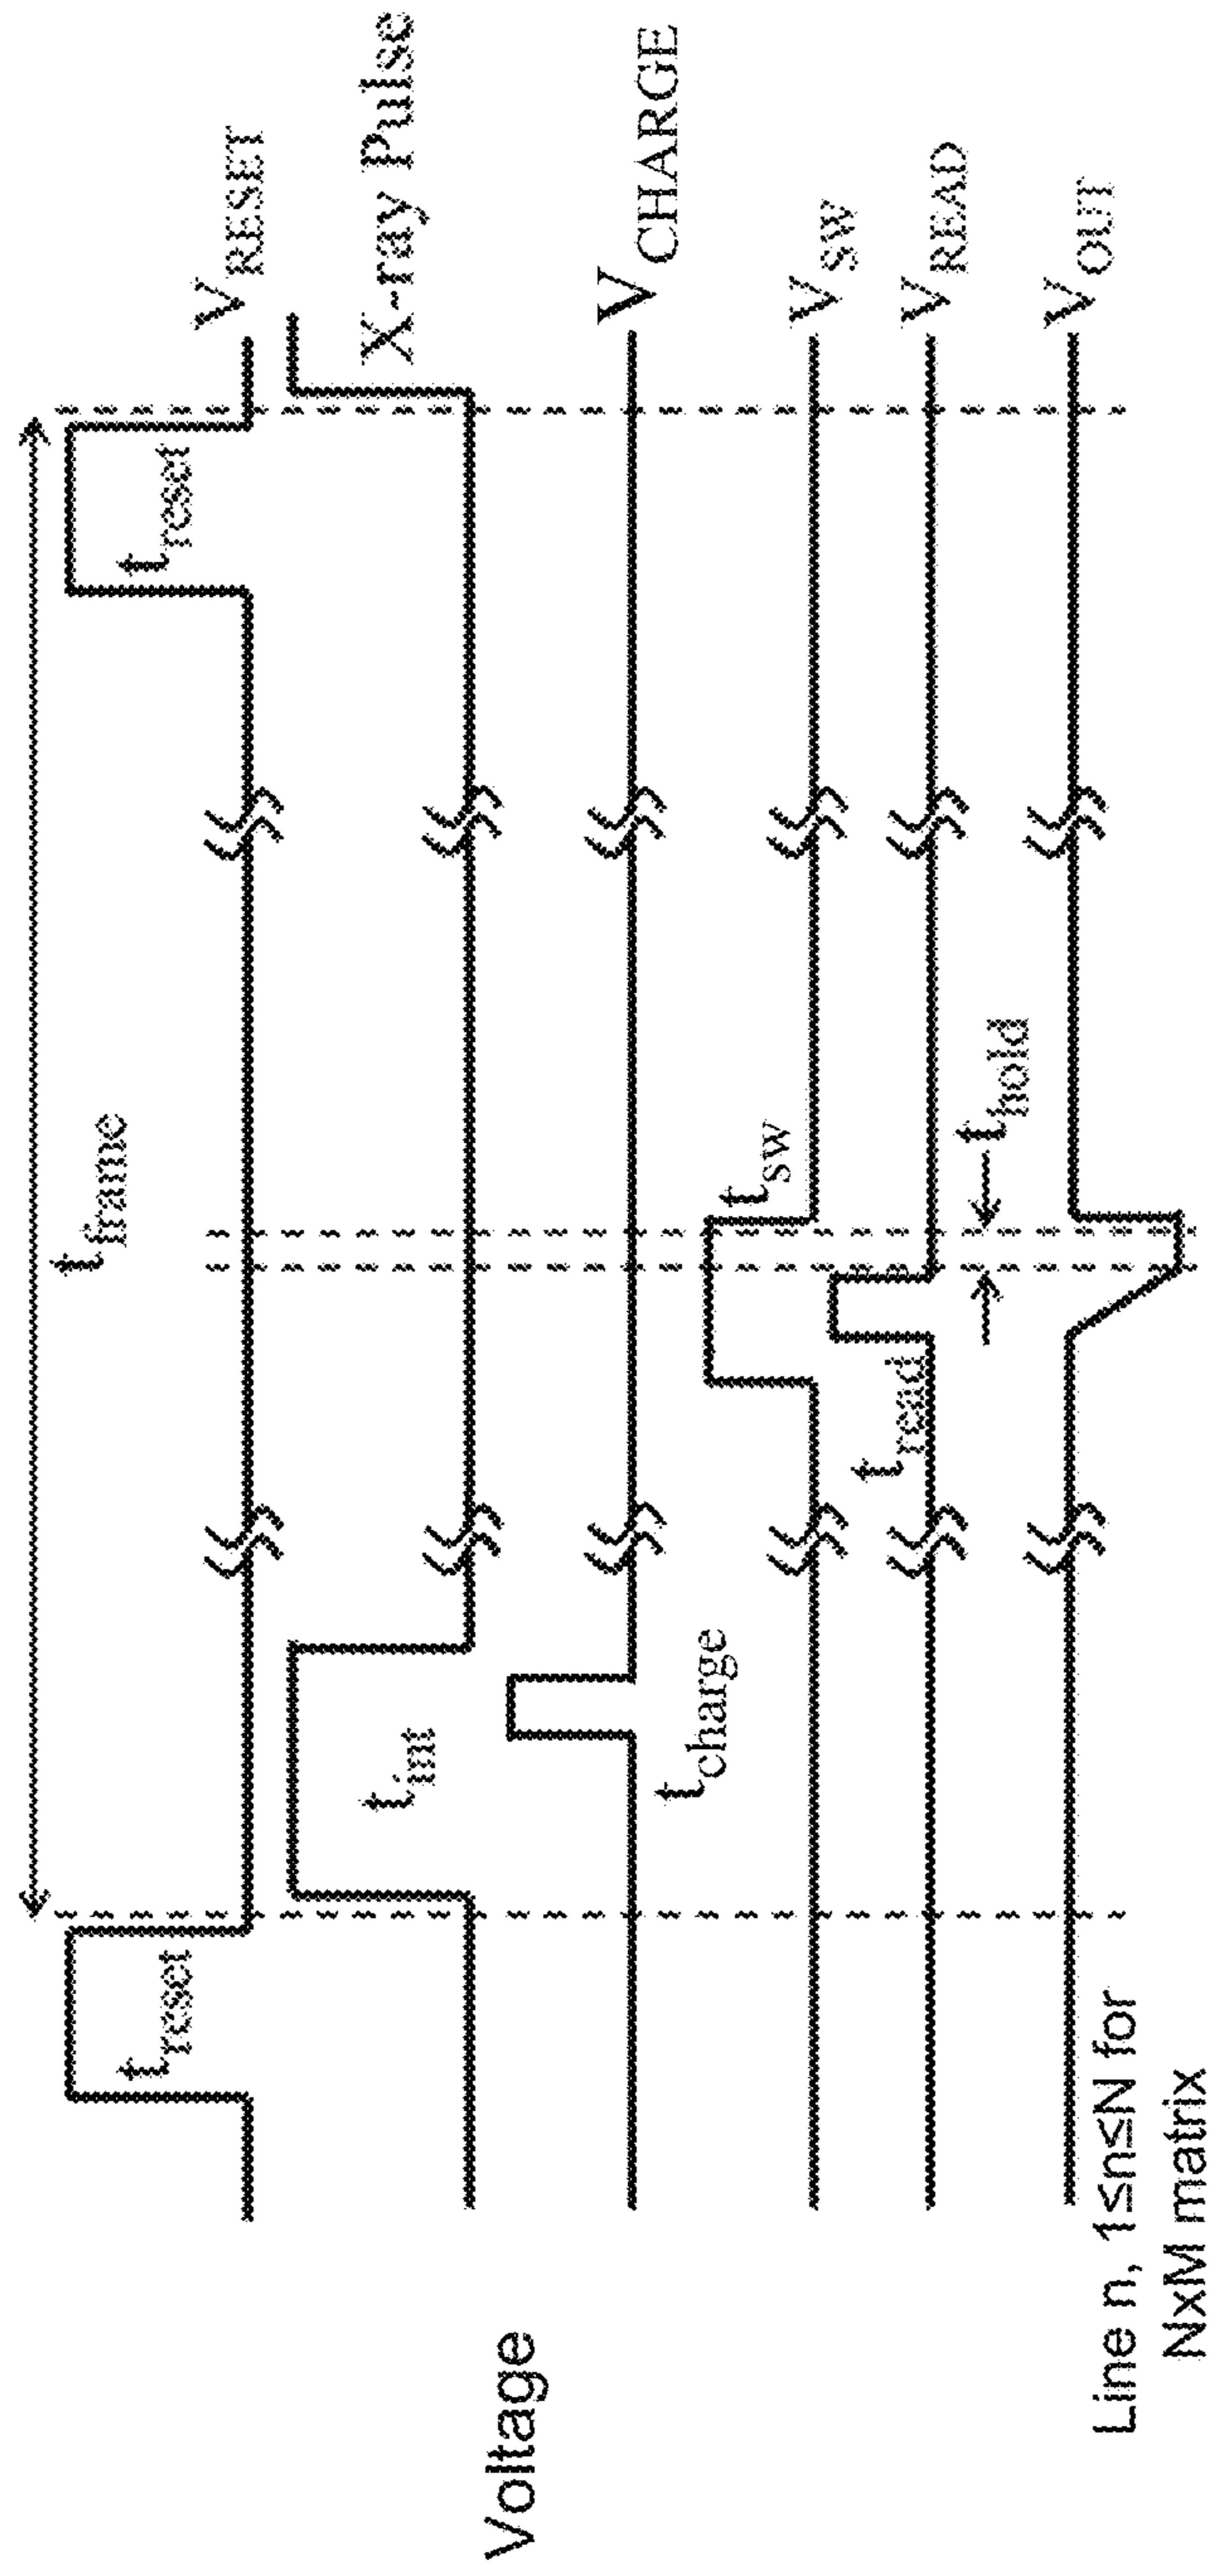 t_frame
t_reset
t_reset
V_RESET
t_int
X-ray Pulse
t_charge
V_CHARGE
Voltage
t_sw
V_SW
t_read
V_READ
t_hold
V_OUT
Line n, 1≤n≤N for
NxM matrix